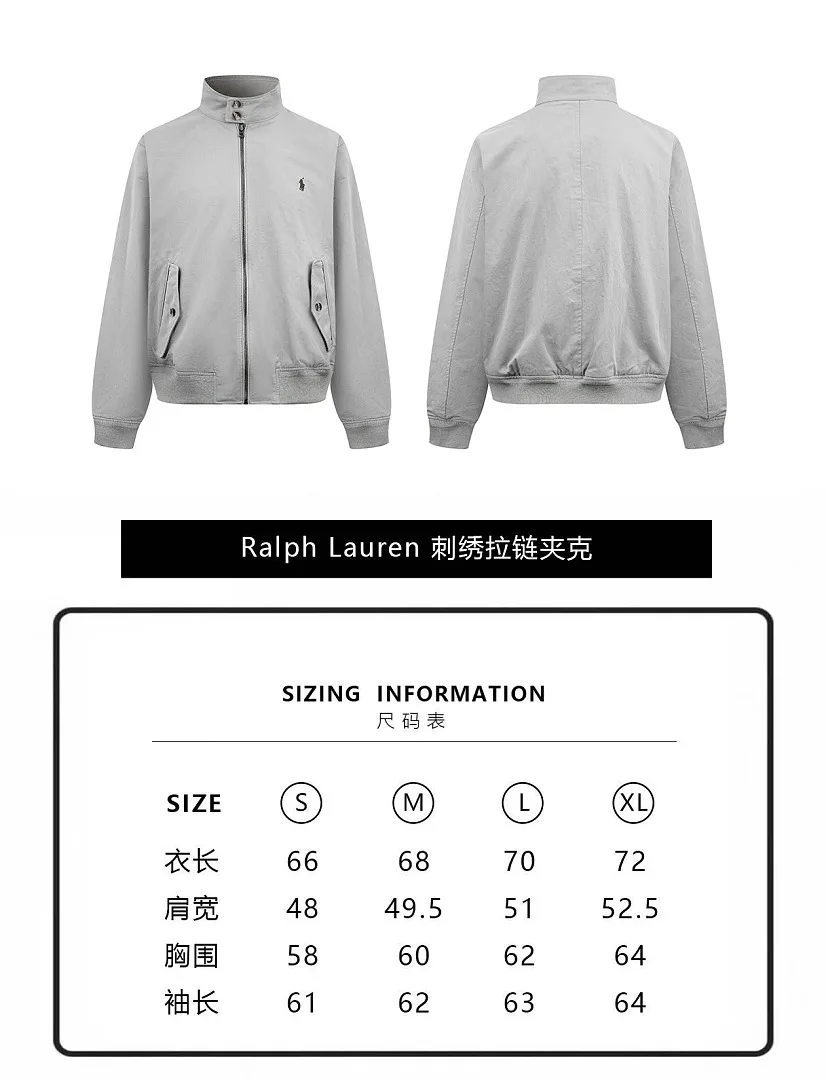 Ralph Lauren 刺绣拉链夹克
SIZING INFORMATION
尺码表
SIZE S M L XL
衣长 66 68 70 72
肩宽 48 49.5 51 52.5
胸围 58 60 62 64
袖长 61 62 63 64